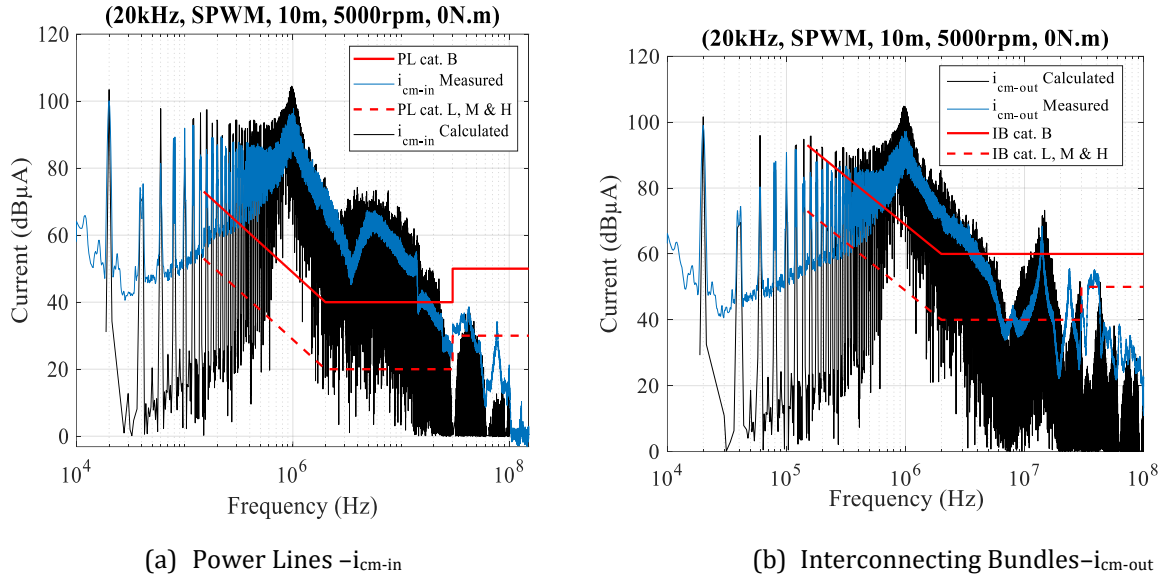 (20kHz, SPWM, 10m, 5000rpm, 0N.m)
120
100
80
60
40
20
0
Current (dBµA)
PL cat. B
i_cm-in Measured
PL cat. L, M & H
i_cm-in Calculated
10^4 10^6 10^8
Frequency (Hz)
(a) Power Lines –i_cm-in
(20kHz, SPWM, 10m, 5000rpm, 0N.m)
120
100
80
60
40
20
0
Current (dBµA)
i_cm-out Calculated
i_cm-out Measured
IB cat. B
IB cat. L, M & H
10^4 10^5 10^6 10^7 10^8
Frequency (Hz)
(b) Interconnecting Bundles–i_cm-out